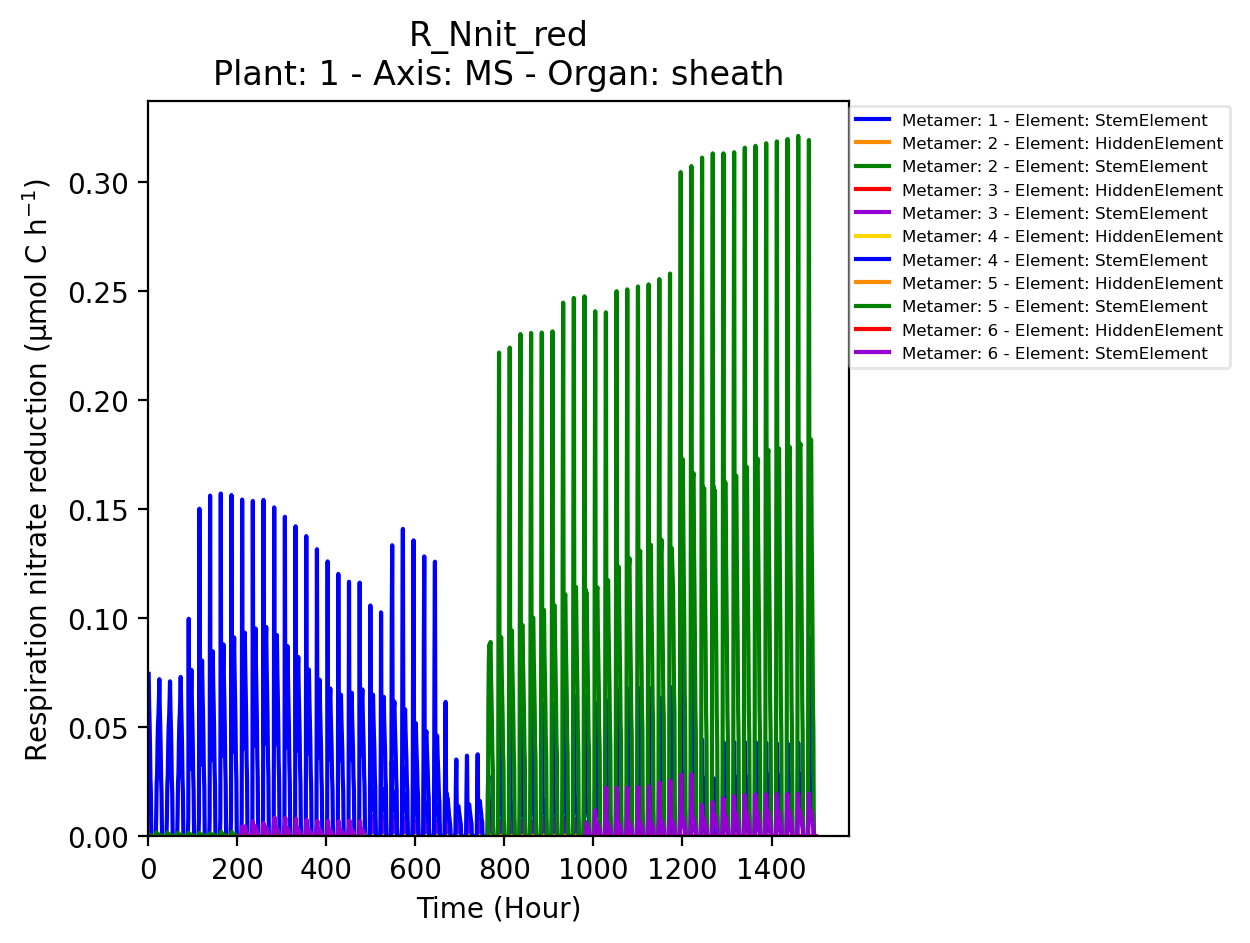 R_Nnit_red
Plant: 1 - Axis: MS - Organ: sheath
Respiration nitrate reduction (µmol C h⁻¹)
0.30
0.25
0.20
0.15
0.10
0.05
0.00
0 200 400 600 800 1000 1200 1400
Time (Hour)
Metamer: 1 - Element: StemElement
Metamer: 2 - Element: HiddenElement
Metamer: 2 - Element: StemElement
Metamer: 3 - Element: HiddenElement
Metamer: 3 - Element: StemElement
Metamer: 4 - Element: HiddenElement
Metamer: 4 - Element: StemElement
Metamer: 5 - Element: HiddenElement
Metamer: 5 - Element: StemElement
Metamer: 6 - Element: HiddenElement
Metamer: 6 - Element: StemElement